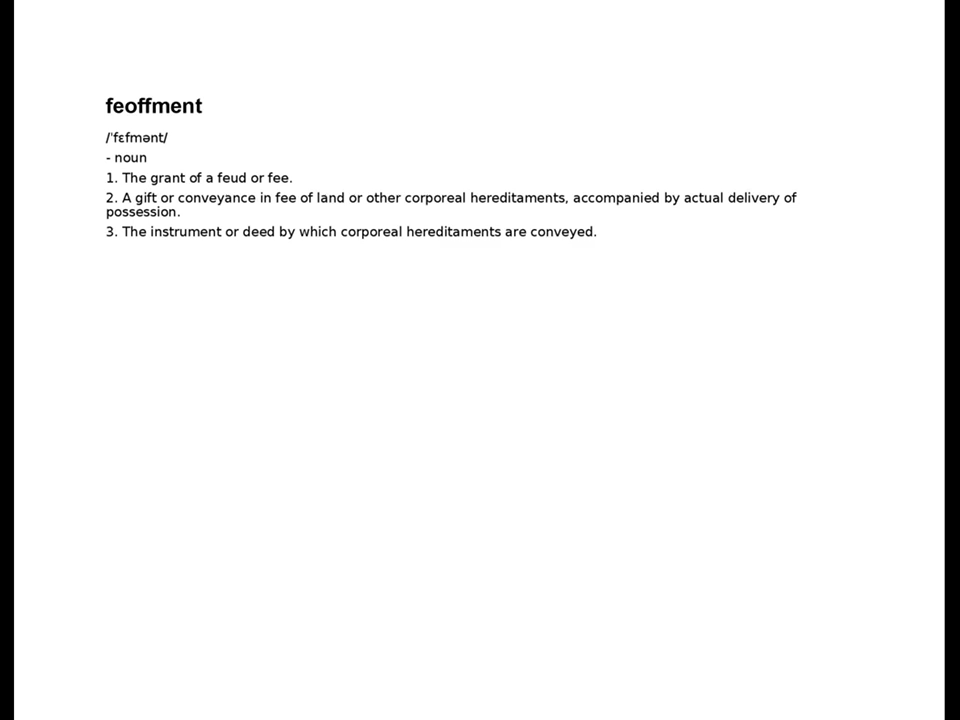 feoffment
/ˈfɛfmənt/
- noun
1. The grant of a feud or fee.
2. A gift or conveyance in fee of land or other corporeal hereditaments, accompanied by actual delivery of
possession.
3. The instrument or deed by which corporeal hereditaments are conveyed.